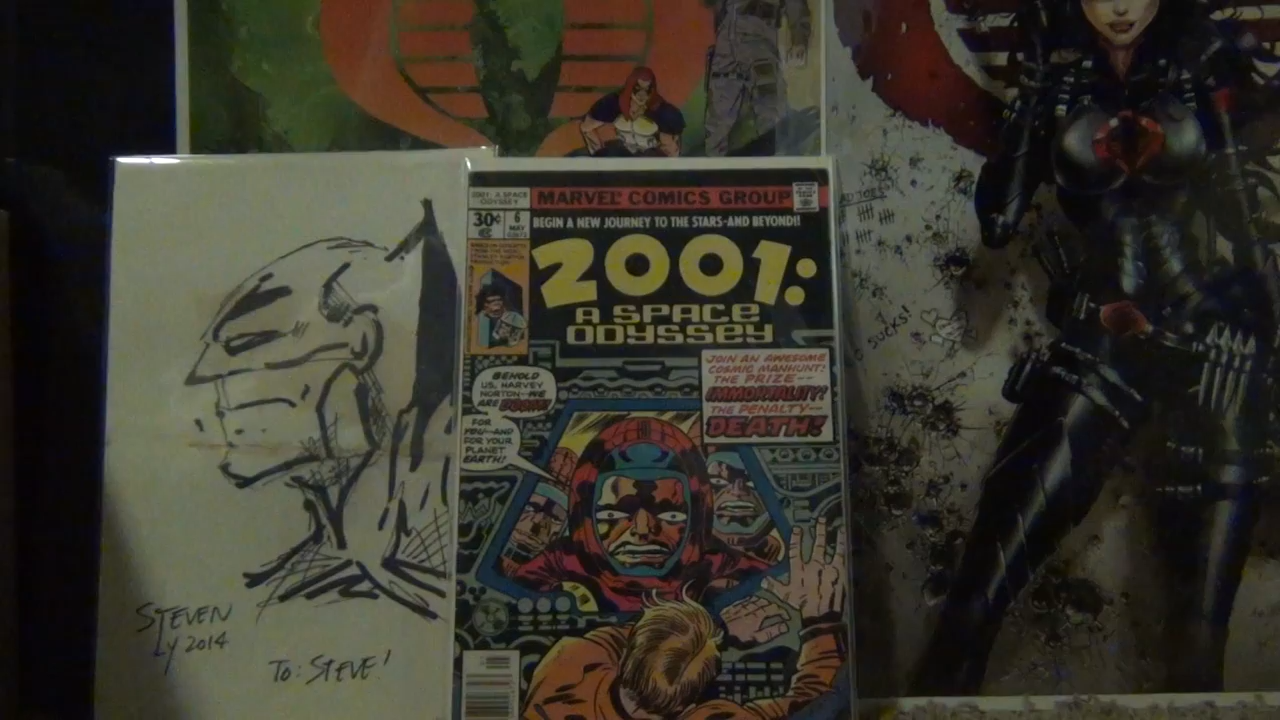 STEVEN
LY 2014
TO: STEVE!
2001: A SPACE
ODYSSEY
MARVEL COMICS GROUP
30¢
6
MAY
BEGIN A NEW JOURNEY TO THE STARS—AND BEYOND!!
2001:
A SPACE
ODYSSEY
JOIN AN AWESOME
COSMIC MANHUNT!
THE PRIZE--
IMMORTALITY!
THE PENALTY--
DEATH!
BEHOLD
US, HARVEY
NORTON--WE
ARE DOOM!
FOR
YOU--AND
FOR YOUR
PLANET
EARTH!
SUCKS!